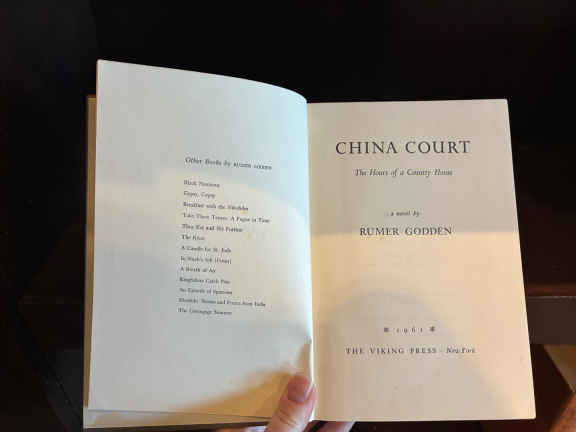 Other Books by RUMER GODDEN
Black Narcissus
Gypsy, Gypsy
Breakfast with the Nikolides
Take Three Tenses: A Fugue in Time
Thus Far and No Further
The River
A Candle for St. Jude
In Noah's Ark (Poem)
A Breath of Air
Kingfishers Catch Fire
An Episode of Sparrows
Mooltiki: Stories and Poems from India
The Greengage Summer
CHINA COURT
The Hours of a Country House
a novel by
RUMER GODDEN
1961
THE VIKING PRESS · New York